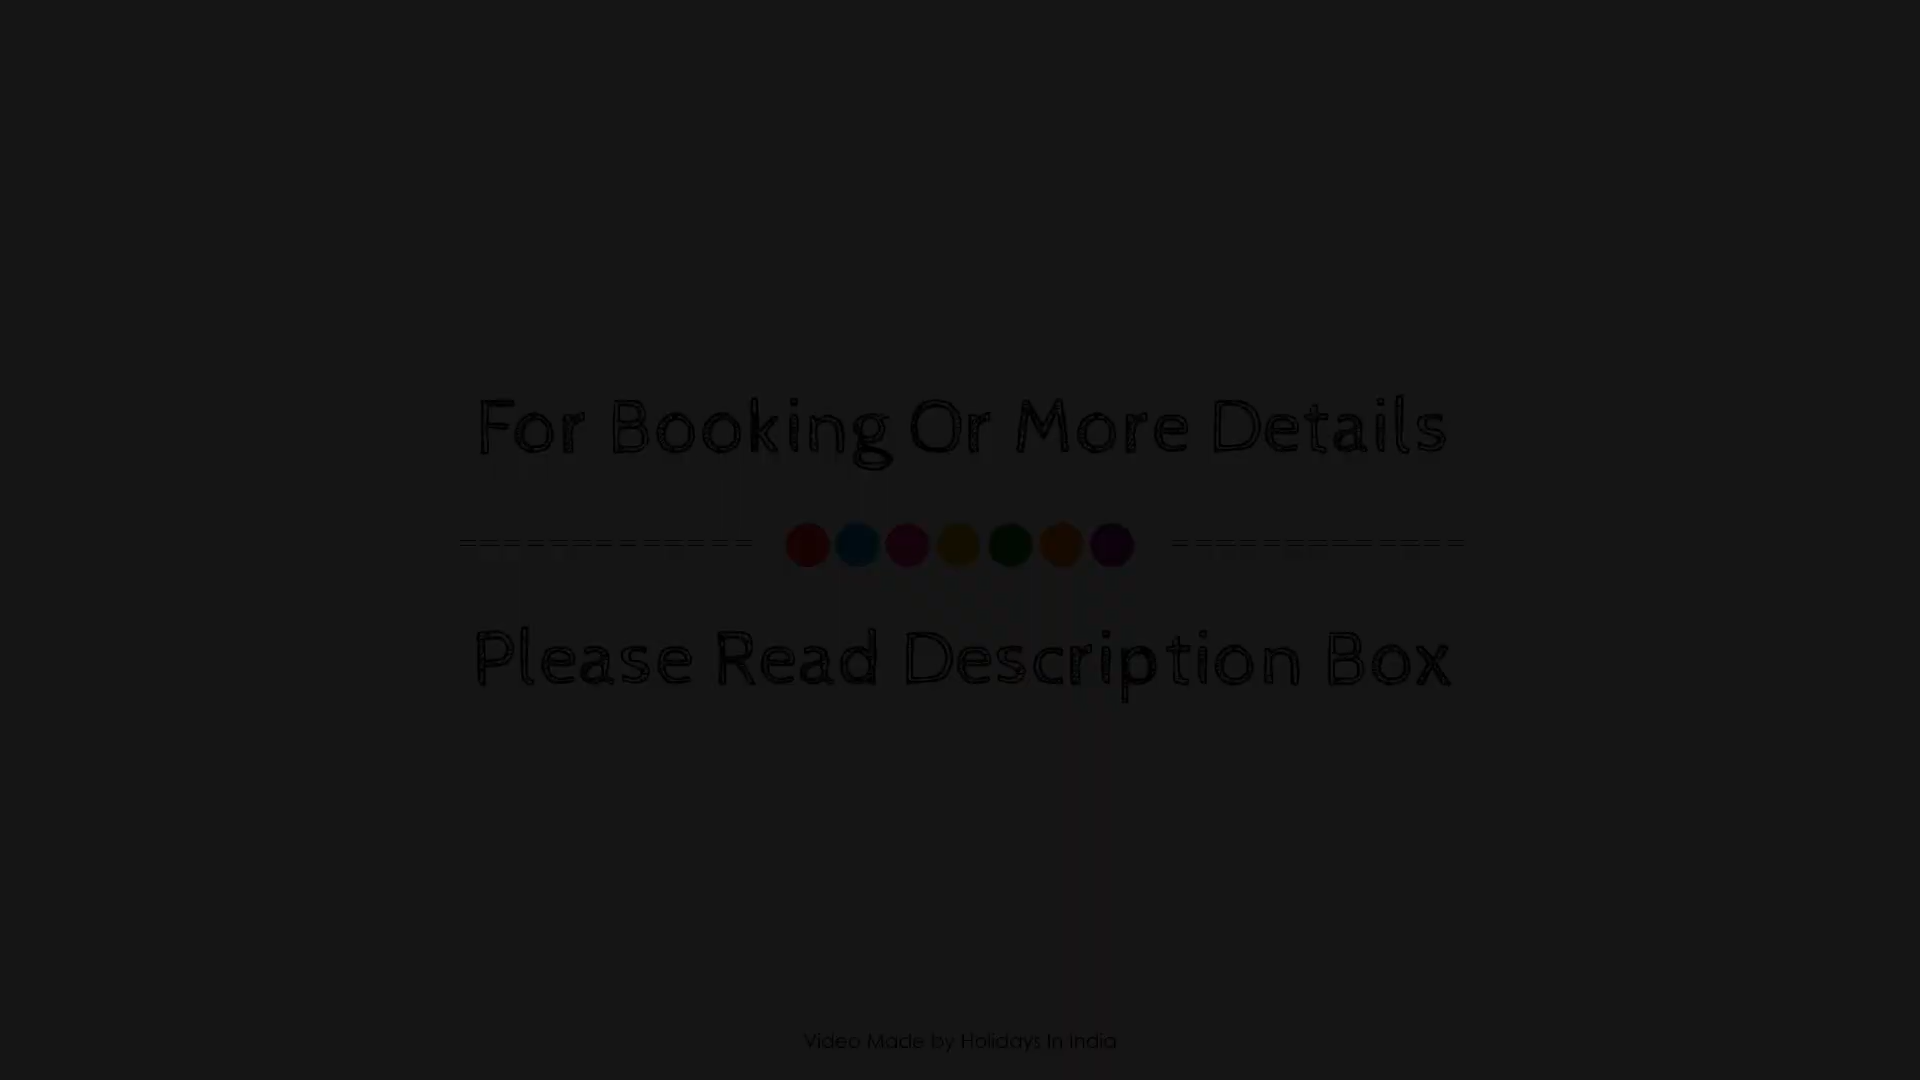 For Booking Or More Details
============= =============
Please Read Description Box
Video Made by Holidays In India